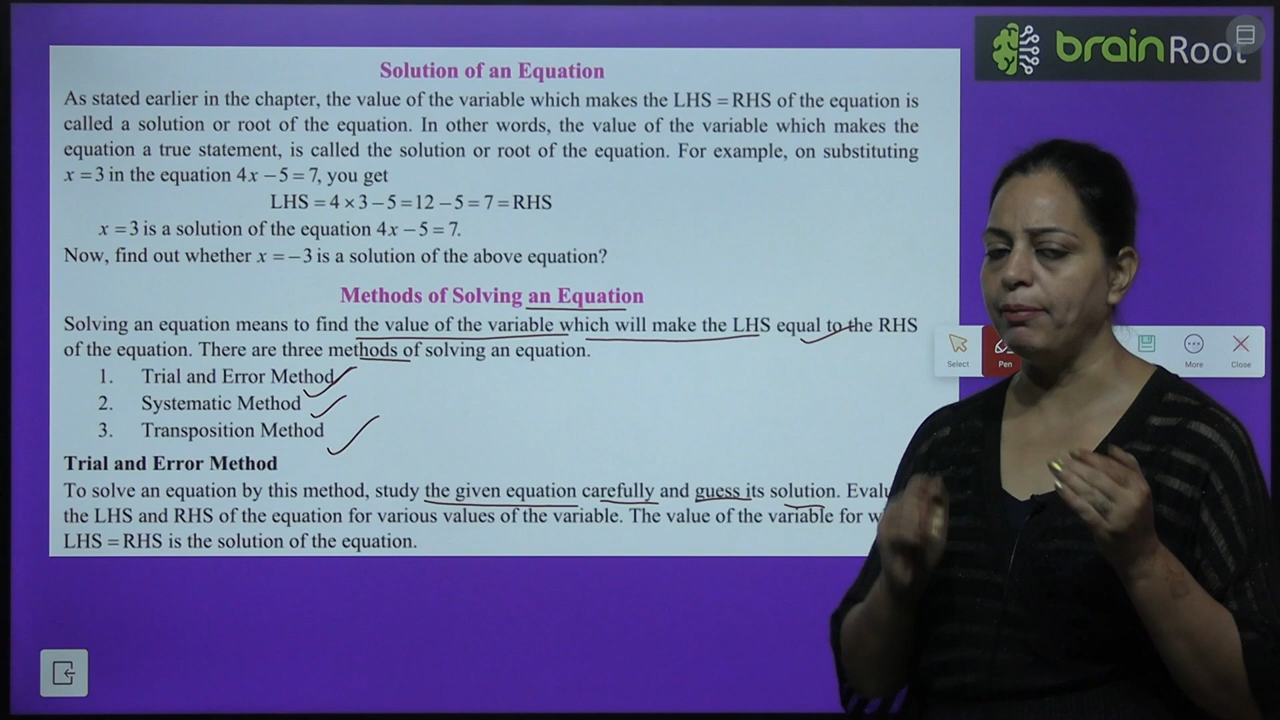 brainRoot
Solution of an Equation
As stated earlier in the chapter, the value of the variable which makes the LHS = RHS of the equation is
called a solution or root of the equation. In other words, the value of the variable which makes the
equation a true statement, is called the solution or root of the equation. For example, on substituting
x = 3 in the equation 4x − 5 = 7, you get
LHS = 4 × 3 − 5 = 12 − 5 = 7 = RHS
x = 3 is a solution of the equation 4x − 5 = 7.
Now, find out whether x = − 3 is a solution of the above equation?
Methods of Solving an Equation
Solving an equation means to find the value of the variable which will make the LHS equal to the RHS
of the equation. There are three methods of solving an equation.
1. Trial and Error Method
2. Systematic Method
3. Transposition Method
Select Pen More Close
Trial and Error Method
To solve an equation by this method, study the given equation carefully and guess its solution.
the LHS and RHS of the equation for various values of the variable. The value of the variable for
LHS = RHS is the solution of the equation.